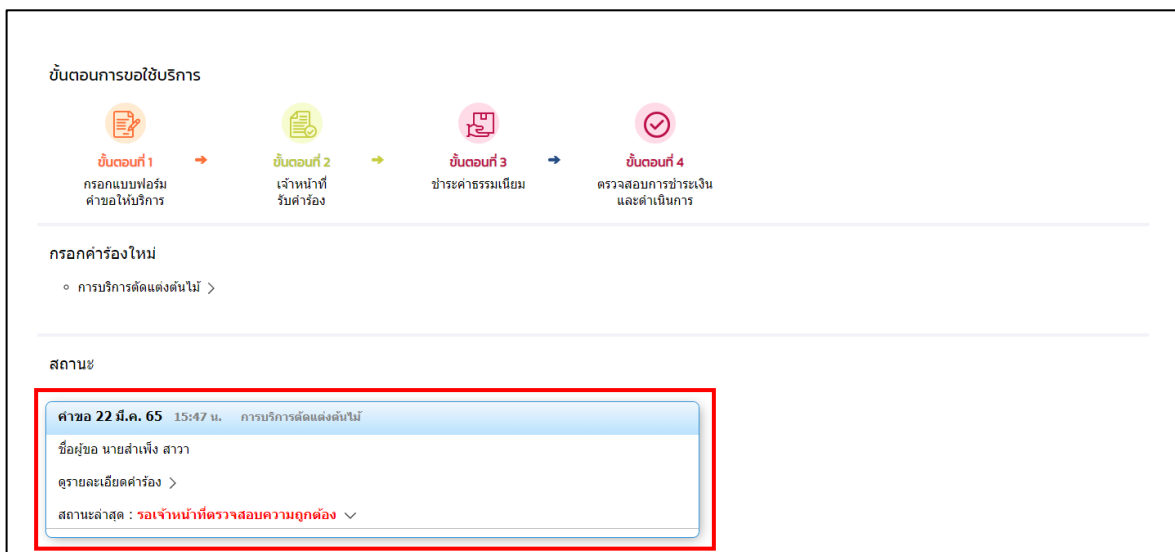 ขั้นตอนการขอใช้บริการ
ขั้นตอนที่ 1
ขั้นตอนที่ 2
ขั้นตอนที่ 3
ขั้นตอนที่ 4
กรอกแบบฟอร์ม
คำขอให้บริการ
เจ้าหน้าที่
รับคำร้อง
ชำระค่าธรรมเนียม
ตรวจสอบการชำระเงิน
และดำเนินการ
กรอกคำร้องใหม่
การบริการตัดแต่งต้นไม้ >
สถานะ
คำขอ 22 มี.ค. 65 15:47 น. การบริการตัดแต่งต้นไม้
ชื่อผู้ขอ นายสำเพ็ง สาวา
ดูรายละเอียดคำร้อง >
สถานะล่าสุด : รอเจ้าหน้าที่ตรวจสอบความถูกต้อง